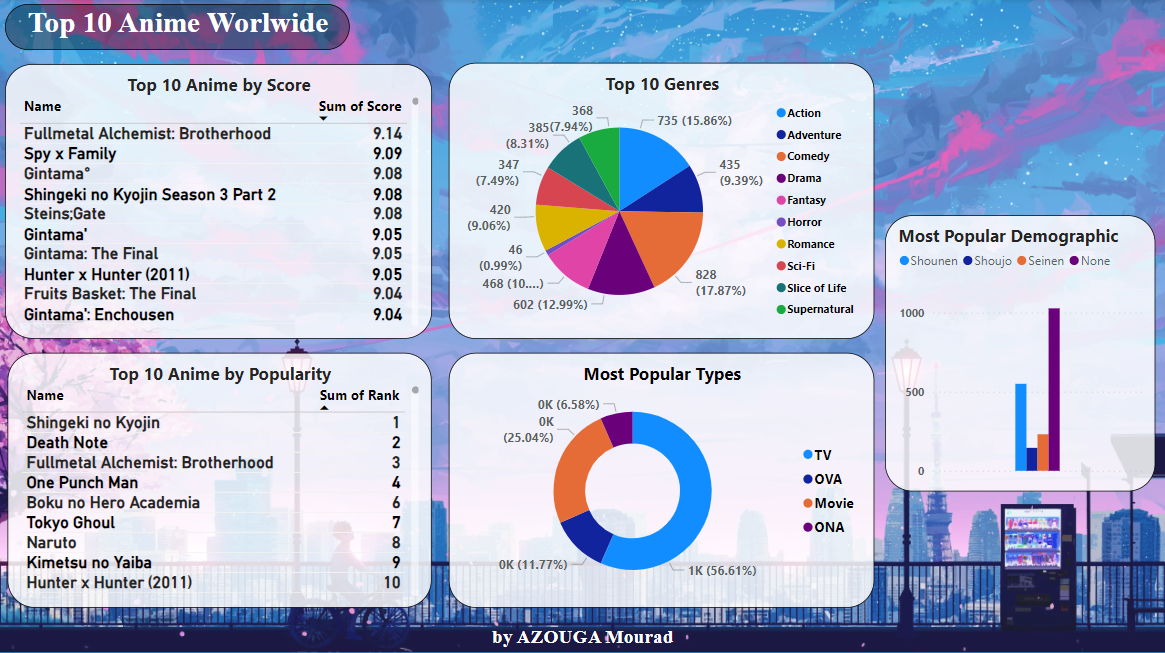 Top 10 Anime Worlwide
Top 10 Anime by Score
Name Sum of Score
Fullmetal Alchemist: Brotherhood 9.14
Spy x Family 9.09
Gintama° 9.08
Shingeki no Kyojin Season 3 Part 2 9.08
Steins;Gate 9.08
Gintama' 9.05
Gintama: The Final 9.05
Hunter x Hunter (2011) 9.05
Fruits Basket: The Final 9.04
Gintama': Enchousen 9.04
Top 10 Genres
735 (15.86%)
435
(9.39%)
828
(17.87%)
602 (12.99%)
468 (10....)
46
(0.99%)
420
(9.06%)
347
(7.49%)
385
(8.31%)
368
(7.94%)
Action
Adventure
Comedy
Drama
Fantasy
Horror
Romance
Sci-Fi
Slice of Life
Supernatural
Most Popular Demographic
Shounen Shoujo Seinen None
1000
500
0
Top 10 Anime by Popularity
Name Sum of Rank
Shingeki no Kyojin 1
Death Note 2
Fullmetal Alchemist: Brotherhood 3
One Punch Man 4
Boku no Hero Academia 6
Tokyo Ghoul 7
Naruto 8
Kimetsu no Yaiba 9
Hunter x Hunter (2011) 10
Most Popular Types
0K (6.58%)
0K
(25.04%)
0K (11.77%)
1K (56.61%)
TV
OVA
Movie
ONA
by AZOUGA Mourad